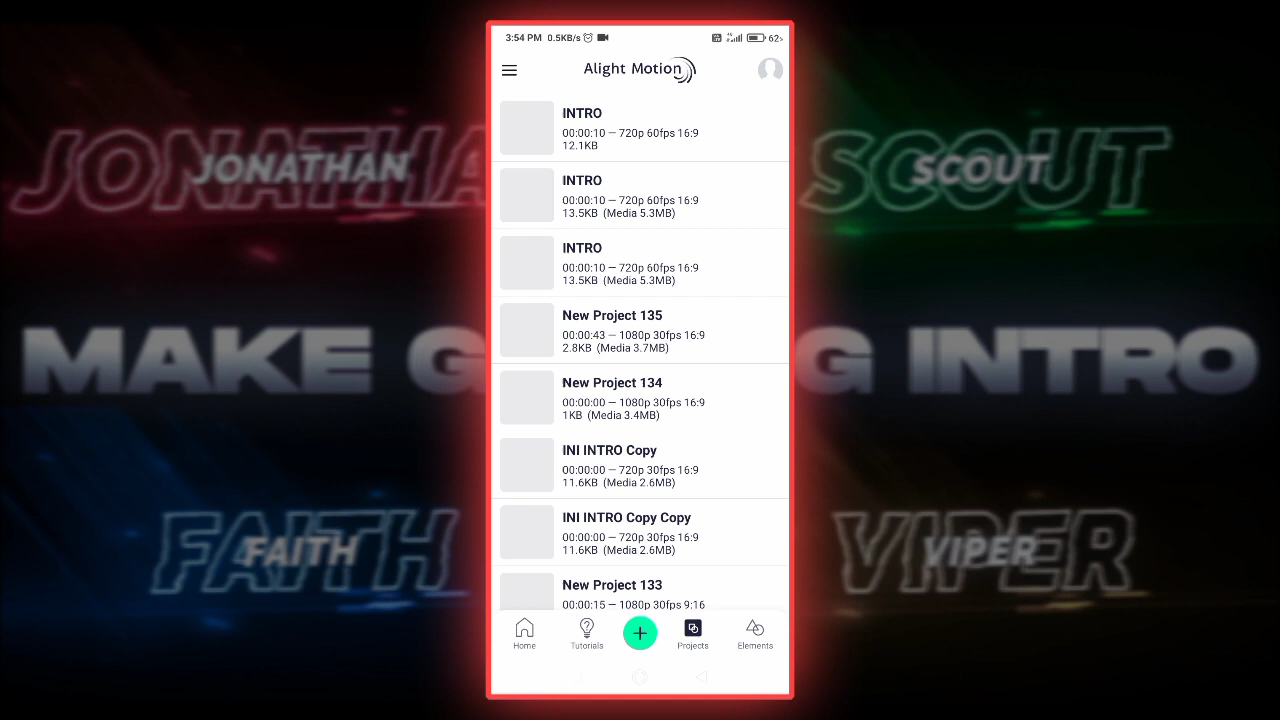 3:54 PM 0.5KB/s
62%
Alight Motion
INTRO
00:00:10 — 720p 60fps 16:9
12.1KB
INTRO
00:00:10 — 720p 60fps 16:9
13.5KB (Media 5.3MB)
INTRO
00:00:10 — 720p 60fps 16:9
13.5KB (Media 5.3MB)
New Project 135
00:00:43 — 1080p 30fps 16:9
2.8KB (Media 3.7MB)
New Project 134
00:00:00 — 1080p 30fps 16:9
1KB (Media 3.4MB)
INI INTRO Copy
00:00:00 — 720p 30fps 16:9
11.6KB (Media 2.6MB)
INI INTRO Copy Copy
00:00:00 — 720p 30fps 16:9
11.6KB (Media 2.6MB)
New Project 133
00:00:15 — 1080p 30fps 9:16
Home Tutorials Projects Elements
JONATHA
JONATHAN
SCOUT
SCOUT
MAKE G G INTRO
FAITH
FAITH
VIPER
VIPER